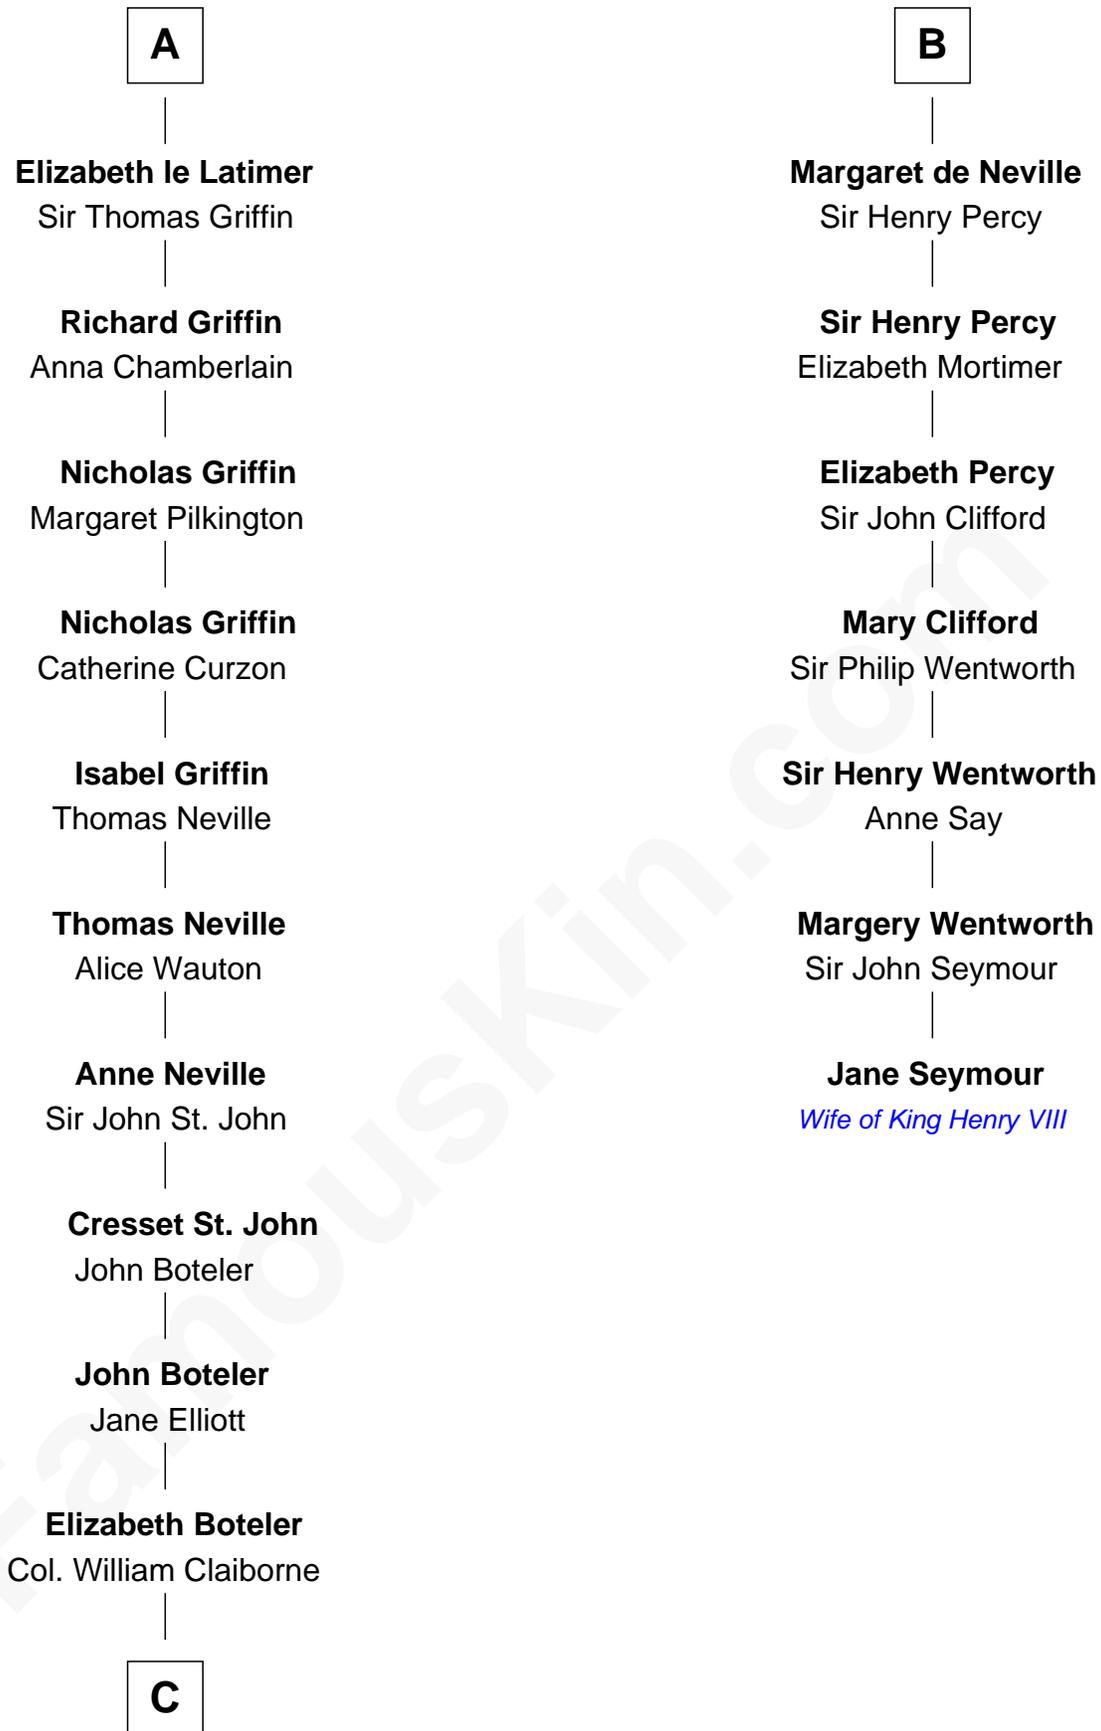 A
Elizabeth le Latimer
Sir Thomas Griffin
Richard Griffin
Anna Chamberlain
Nicholas Griffin
Margaret Pilkington
Nicholas Griffin
Catherine Curzon
Isabel Griffin
Thomas Neville
Thomas Neville
Alice Wauton
Anne Neville
Sir John St. John
Cresset St. John
John Boteler
John Boteler
Jane Elliott
Elizabeth Boteler
Col. William Claiborne
C
B
Margaret de Neville
Sir Henry Percy
Sir Henry Percy
Elizabeth Mortimer
Elizabeth Percy
Sir John Clifford
Mary Clifford
Sir Philip Wentworth
Sir Henry Wentworth
Anne Say
Margery Wentworth
Sir John Seymour
Jane Seymour
Wife of King Henry VIII
FamousKin.com